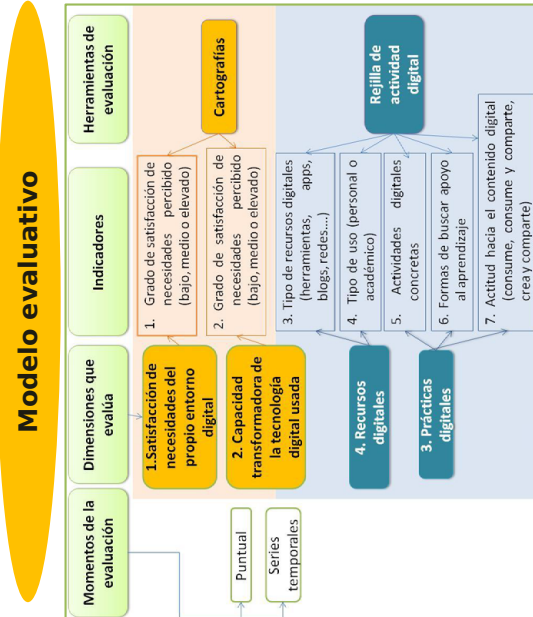 Modelo evaluativo
Momentos de la
evaluación
Dimensiones que
evalúa
Indicadores
Herramientas de
evaluación
Puntual
Series
temporales
1.Satisfacción de
necesidades del
propio entorno
digital
2. Capacidad
transformadora de
la tecnología
digital usada
4. Recursos
digitales
3. Prácticas
digitales
1. Grado de satisfacción de
necesidades percibido
(bajo, medio o elevado)
2. Grado de satisfacción de
necesidades percibido
(bajo, medio o elevado)
3. Tipo de recursos digitales
(herramientas, apps,
blogs, redes....)
4. Tipo de uso (personal o
académico)
5. Actividades digitales
concretas
6. Formas de buscar apoyo
al aprendizaje
7. Actitud hacia el contenido digital
(consume, consume y comparte,
crea y comparte)
Cartografías
Rejilla de
actividad
digital